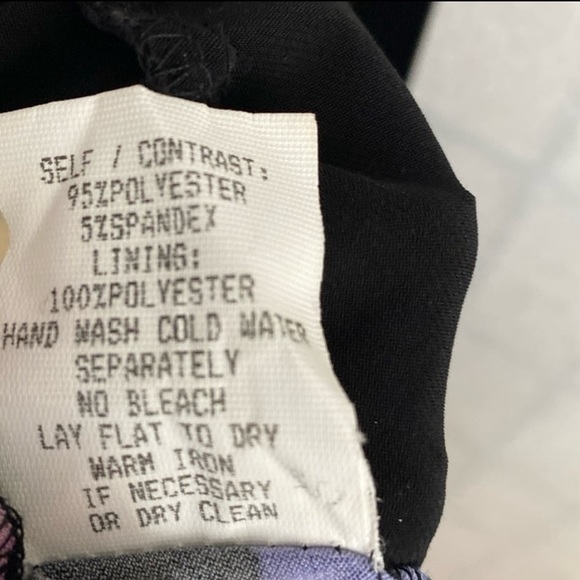 SELF / CONTRAST:
95%POLYESTER
5%SPANDEX
LINING:
100%POLYESTER
HAND WASH COLD WATER
SEPARATELY
NO BLEACH
LAY FLAT TO DRY
WARM IRON
IF NECESSARY
OR DRY CLEAN